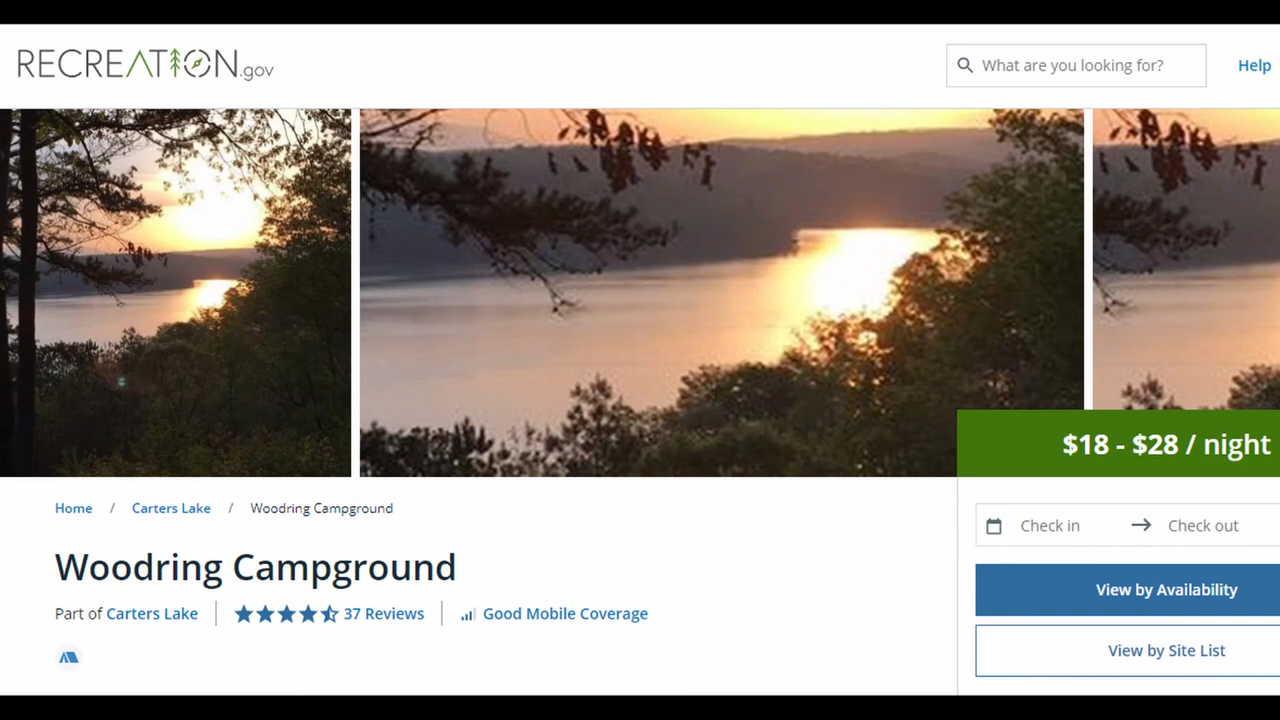 RECREATION.gov
What are you looking for?
Help
$18 - $28 / night
Home / Carters Lake / Woodring Campground
Check in → Check out
Woodring Campground
View by Availability
Part of Carters Lake | 37 Reviews | Good Mobile Coverage
View by Site List